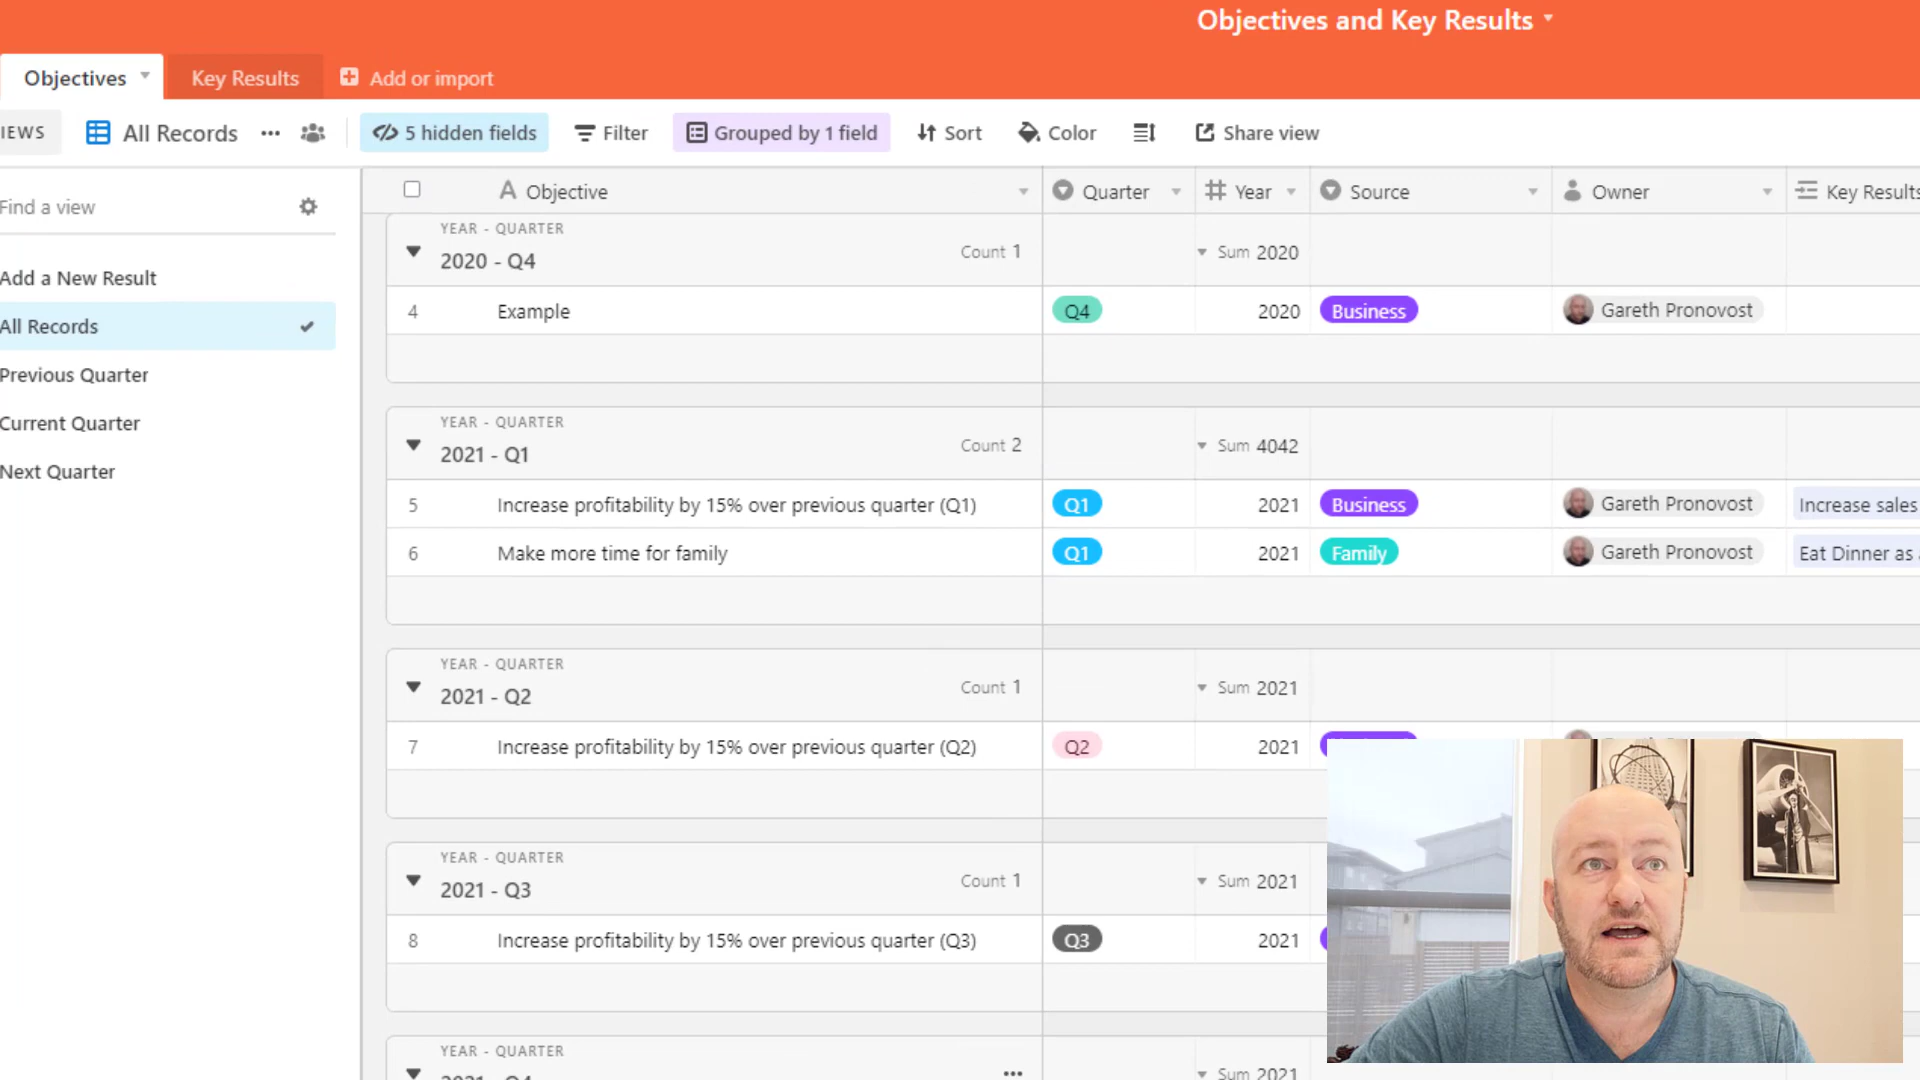 Objectives and Key Results
Objectives Key Results Add or import
IEWS All Records 5 hidden fields Filter Grouped by 1 field Sort Color Share view
Find a view
Add a New Result
All Records
Previous Quarter
Current Quarter
Next Quarter
Objective Quarter Year Source Owner Key Results
YEAR - QUARTER
2020 - Q4 Count 1 Sum 2020
4 Example Q4 2020 Business Gareth Pronovost
YEAR - QUARTER
2021 - Q1 Count 2 Sum 4042
5 Increase profitability by 15% over previous quarter (Q1) Q1 2021 Business Gareth Pronovost Increase sales
6 Make more time for family Q1 2021 Family Gareth Pronovost Eat Dinner as
YEAR - QUARTER
2021 - Q2 Count 1 Sum 2021
7 Increase profitability by 15% over previous quarter (Q2) Q2 2021
YEAR - QUARTER
2021 - Q3 Count 1 Sum 2021
8 Increase profitability by 15% over previous quarter (Q3) Q3 2021
YEAR - QUARTER
2021 - Q4 Sum 2021